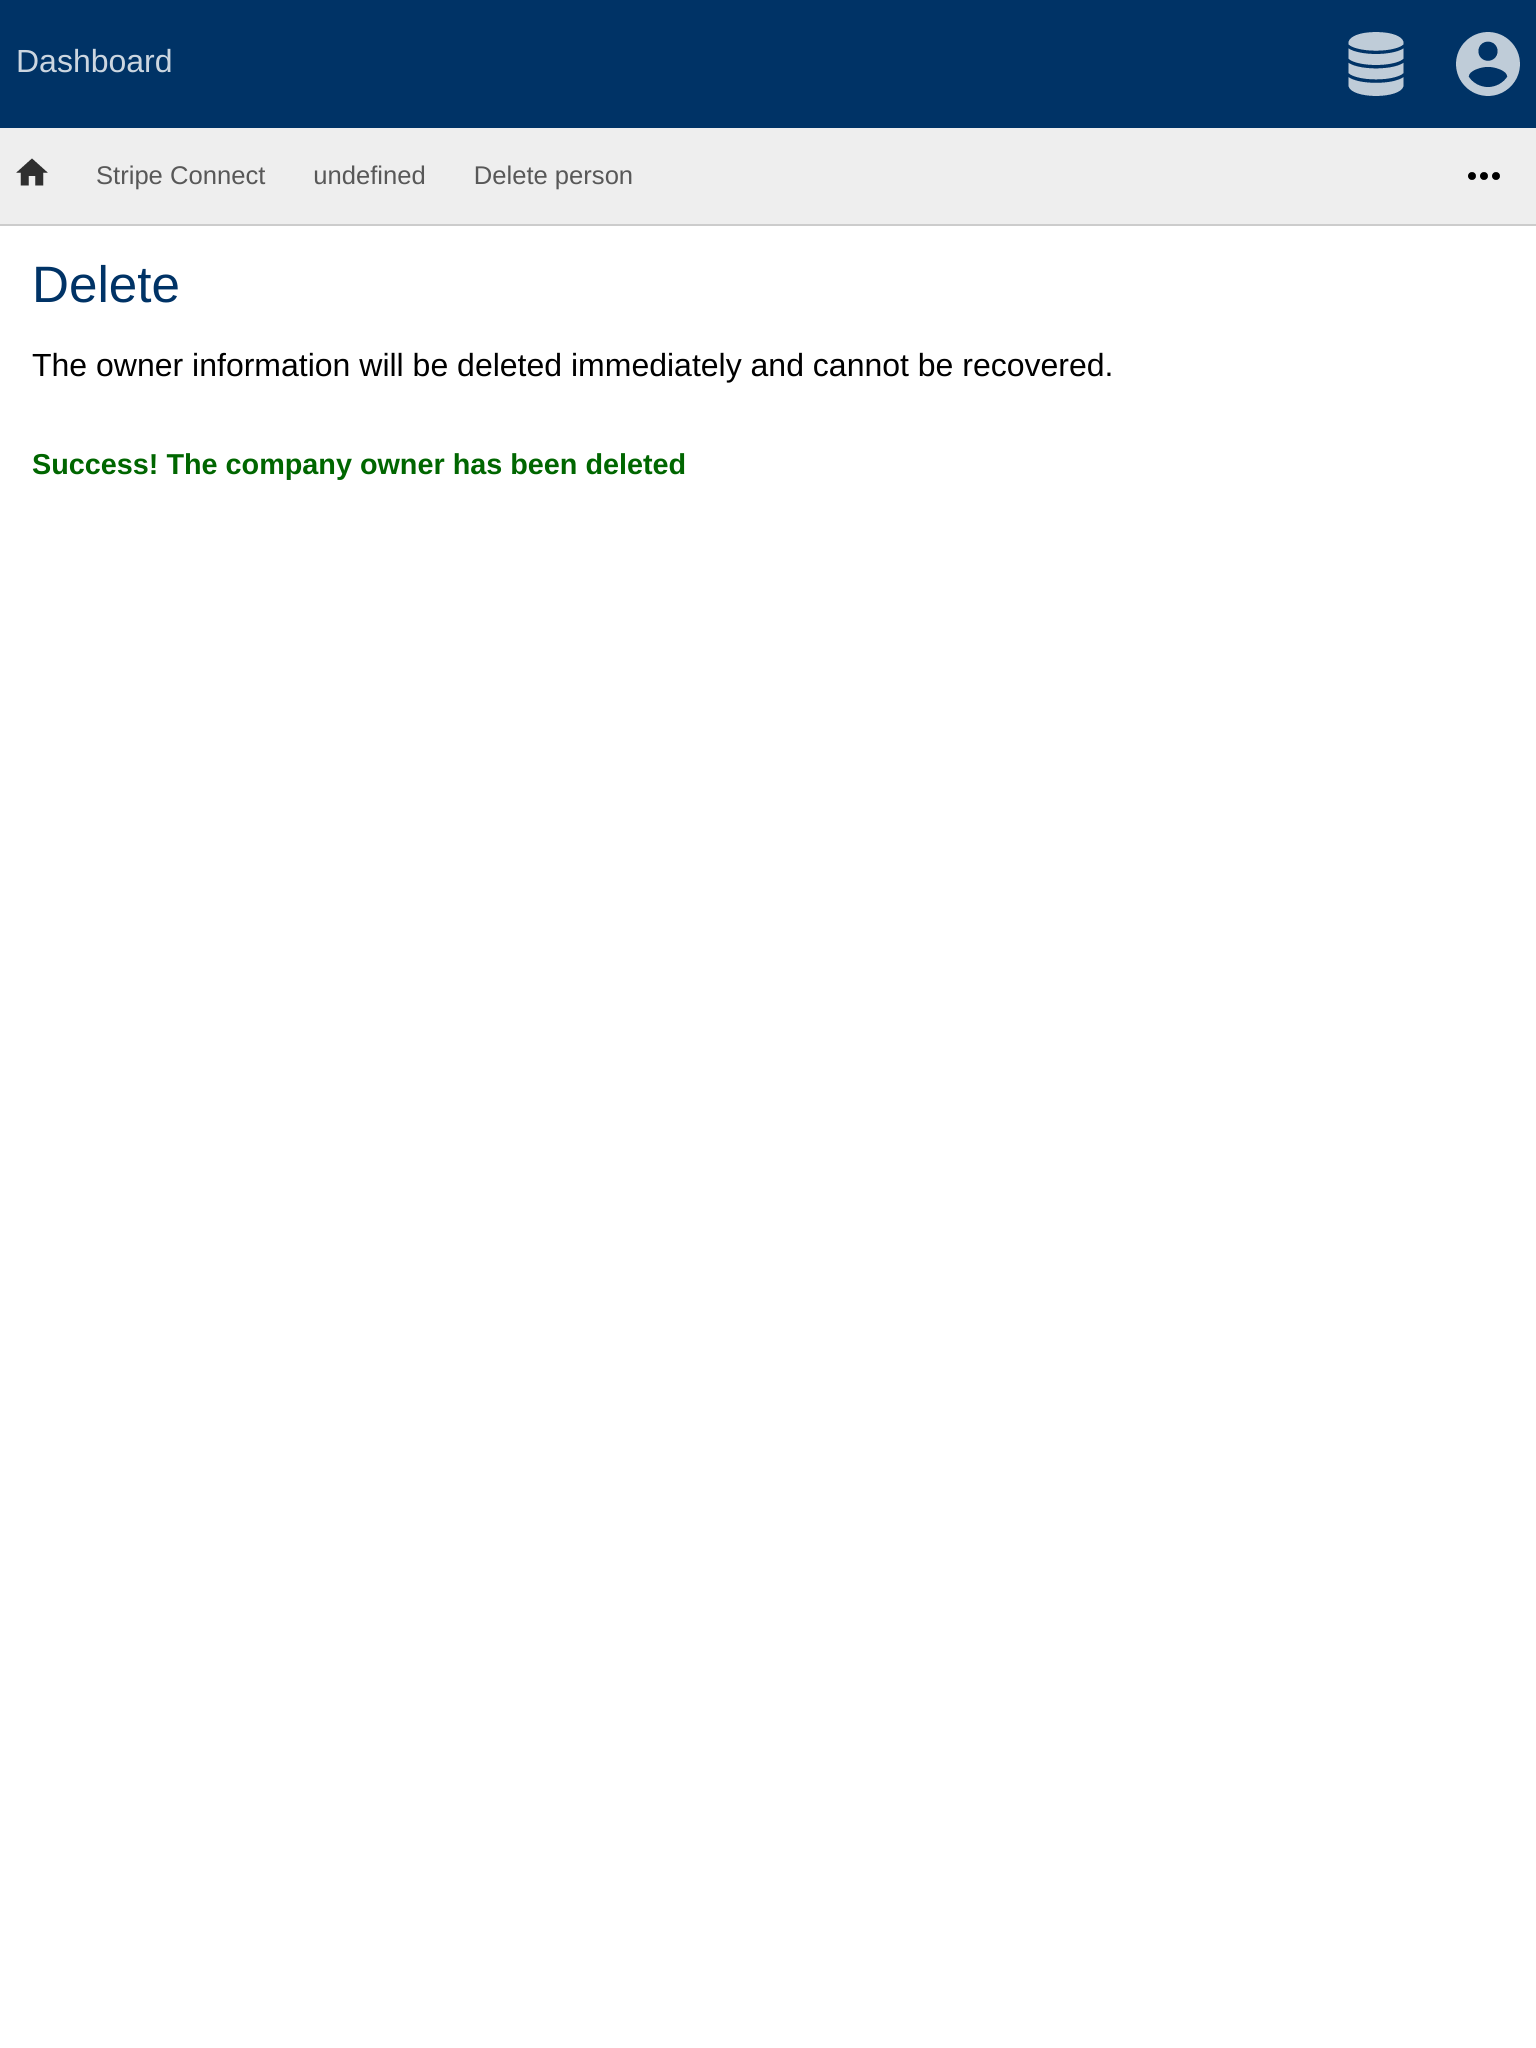 Dashboard
Stripe Connect undefined Delete person
Delete
The owner information will be deleted immediately and cannot be recovered.
Success! The company owner has been deleted